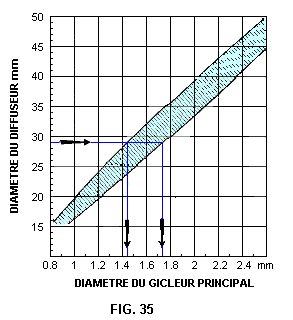 DIAMETRE DU DIFFUSEUR mm
50
45
40
35
30
25
20
15
0.8 1 1.2 1.4 1.6 1.8 2 2.2 2.4 mm
DIAMETRE DU GICLEUR PRINCIPAL
FIG. 35